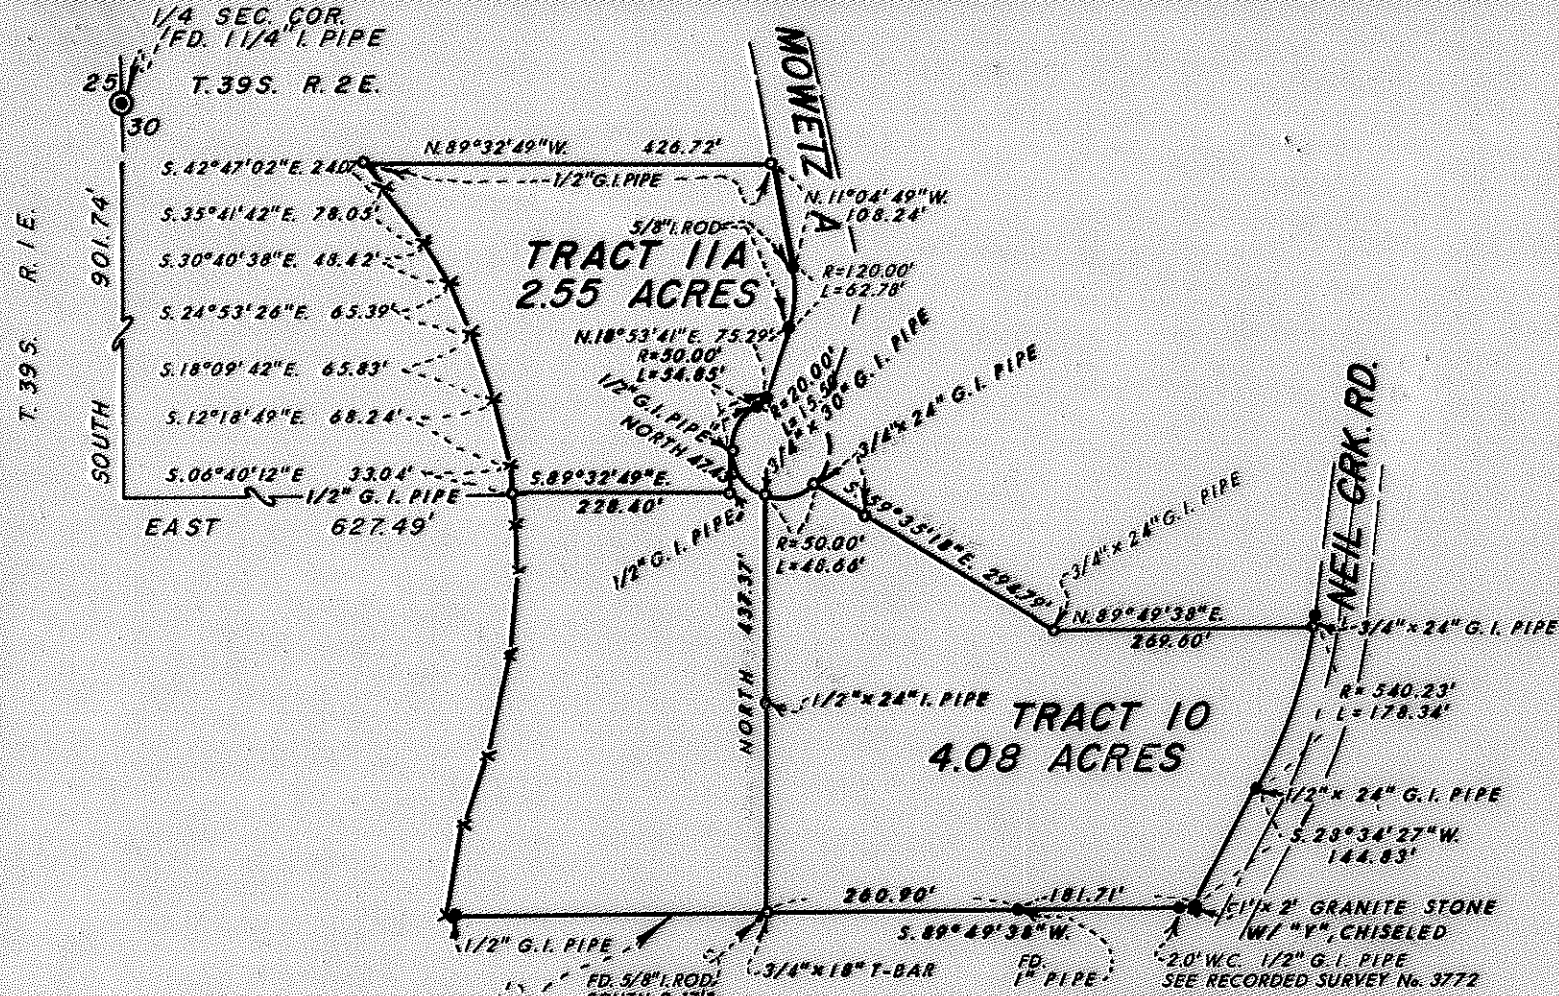 1/4 SEC. COR.
FD. 1 1/4" I. PIPE
25
T. 39 S. R. 2 E.
30
MOWETZA
N. 89°32'49"W. 426.72'
S. 42°47'02"E. 24.07
1/2" G.I. PIPE
N. 11°04'49"W.
108.24'
S. 35°41'42"E. 78.05'
5/8" I. ROD
T. 39 S. R. 1 E.
SOUTH 901.74'
S. 30°40'38"E. 48.42'
TRACT 11A
2.55 ACRES
R=120.00'
L=62.78'
S. 24°53'26"E. 65.39'
N. 18°53'41"E. 75.29'
R=50.00'
L=54.85'
R=20.00'
L=15.50'
3/4" x 30" G. I. PIPE
3/4" x 24" G. I. PIPE
S. 18°09'42"E. 65.83'
1/2" G.I. PIPE
NORTH 47.43'
S. 12°18'49"E. 68.24'
NEIL CRK. RD.
S. 06°40'12"E 33.04'
S. 89°32'49"E.
228.40'
1/2" G. I. PIPE
EAST 627.49'
1/2" G. I. PIPE
R=50.00'
L=48.66'
S. 59°35'18"E. 294.79'
3/4" x 24" G.I. PIPE
N. 89°49'38"E.
269.60'
3/4" x 24" G. I. PIPE
NORTH 437.37'
R= 540.23'
L=178.34'
1/2" x 24" I. PIPE
TRACT 10
4.08 ACRES
1/2" x 24" G. I. PIPE
S. 28°34'27"W.
144.83'
260.90' 181.71'
1' x 2' GRANITE STONE
W/ "Y", CHISELED
S. 89°49'38"W.
1/2" G.I. PIPE
FD. 5/8" I. ROD
3/4" x 18" T-BAR
FD.
1" PIPE
2.0' W.C. 1/2" G. I. PIPE
SEE RECORDED SURVEY No. 3772